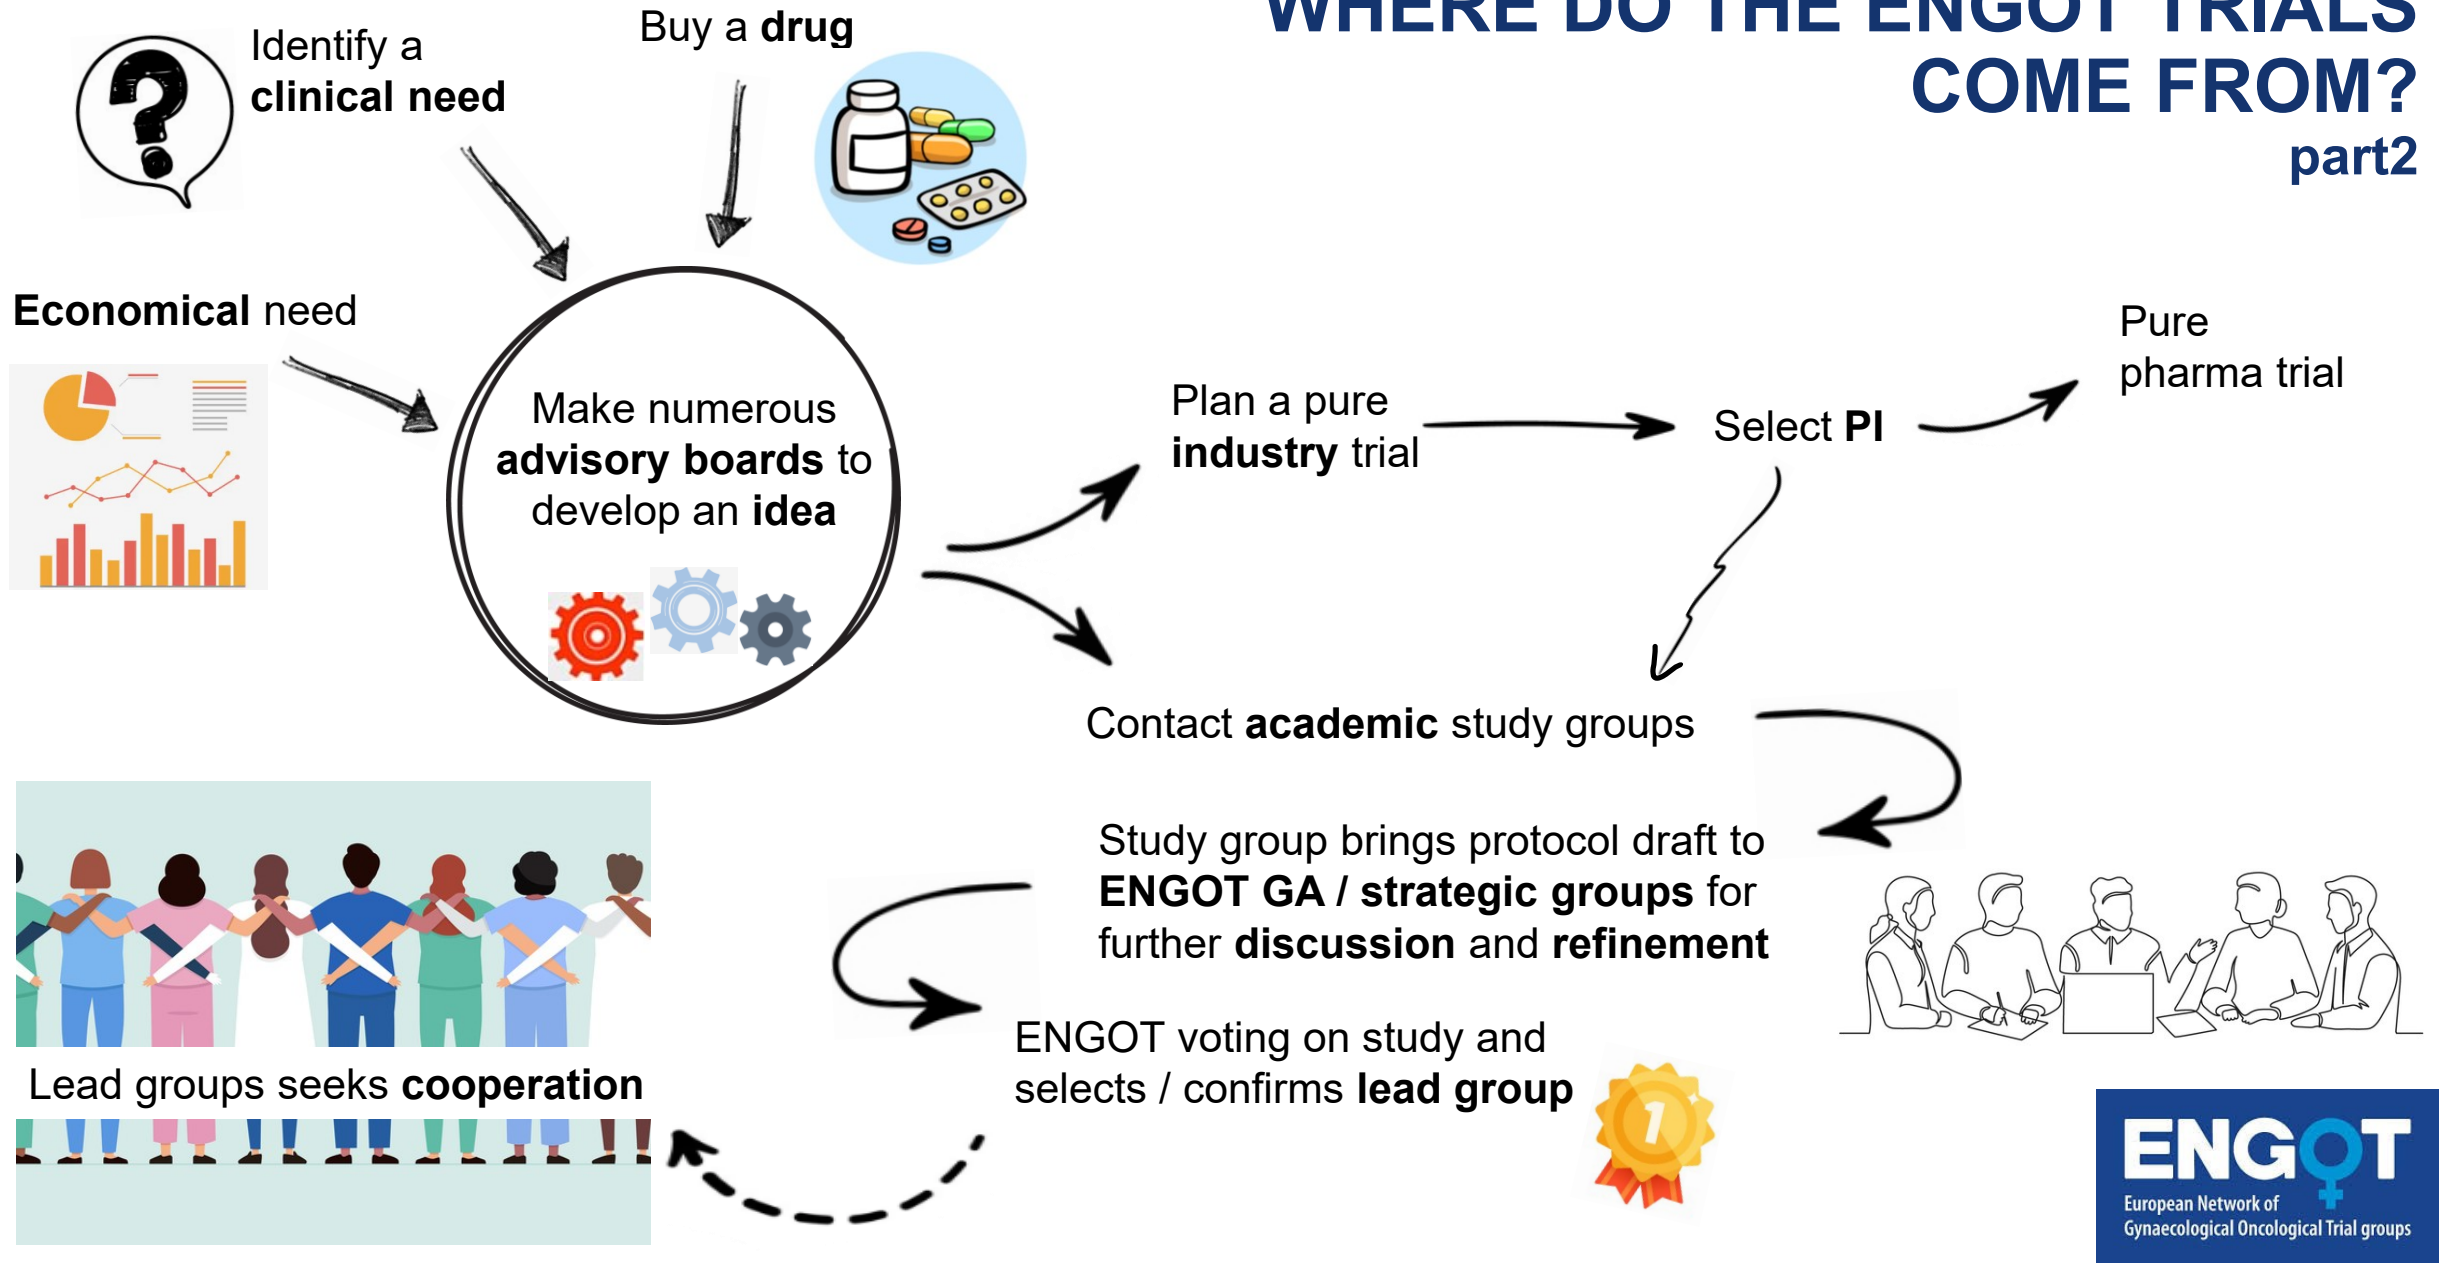 WHERE DO THE ENGOT TRIALS
COME FROM?
part2
Identify a
clinical need
Buy a drug
Economical need
Make numerous
advisory boards to
develop an idea
Plan a pure
industry trial
Select PI
Pure
pharma trial
Contact academic study groups
Study group brings protocol draft to
ENGOT GA / strategic groups for
further discussion and refinement
ENGOT voting on study and
selects / confirms lead group
1
Lead groups seeks cooperation
ENGOT
European Network of
Gynaecological Oncological Trial groups